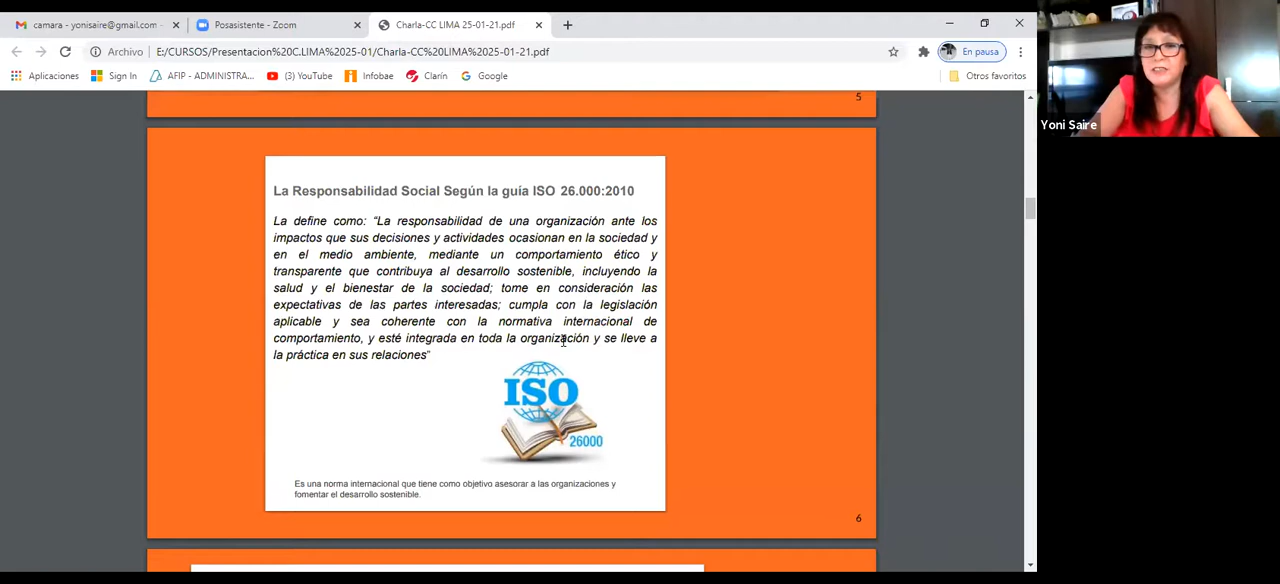 camara - yonisaire@gmail.com -
Posasistente - Zoom
Charla-CC LIMA 25-01-21.pdf
Archivo
E:/CURSOS/Presentacion%20C.LIMA%2025-01/Charla-CC%20LIMA%2025-01-21.pdf
En pausa
Aplicaciones
Sign In
AFIP - ADMINISTRA...
(3) YouTube
Infobae
Clarín
Google
Otros favoritos
Yoni Saire
5
La Responsabilidad Social Según la guía ISO 26.000:2010
La define como: “La responsabilidad de una organización ante los
impactos que sus decisiones y actividades ocasionan en la sociedad y
en el medio ambiente, mediante un comportamiento ético y
transparente que contribuya al desarrollo sostenible, incluyendo la
salud y el bienestar de la sociedad; tome en consideración las
expectativas de las partes interesadas; cumpla con la legislación
aplicable y sea coherente con la normativa internacional de
comportamiento, y esté integrada en toda la organización y se lleve a
la práctica en sus relaciones”
ISO
26000
Es una norma internacional que tiene como objetivo asesorar a las organizaciones y
fomentar el desarrollo sostenible.
6